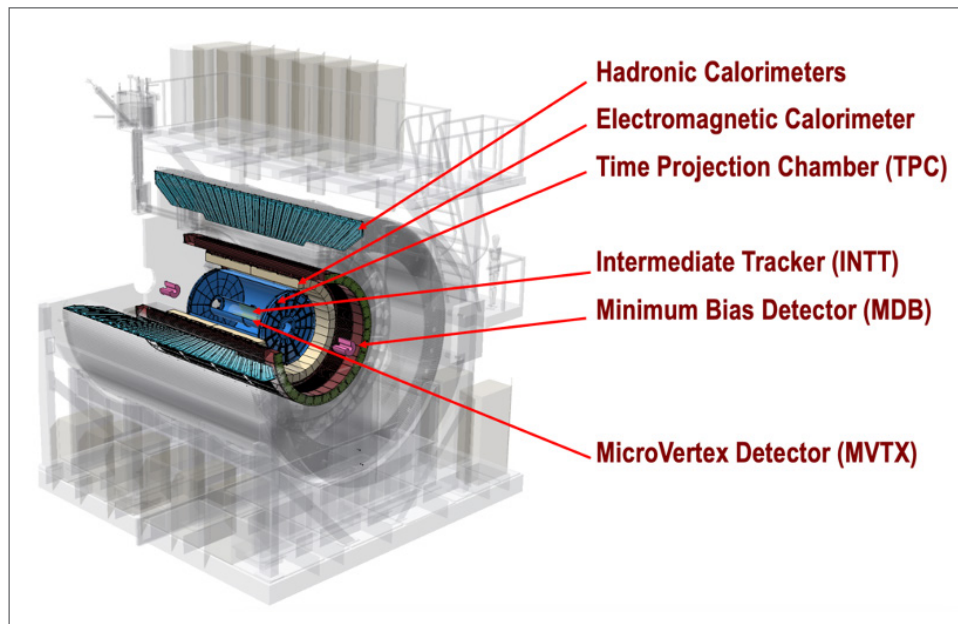 Hadronic Calorimeters
Electromagnetic Calorimeter
Time Projection Chamber (TPC)
Intermediate Tracker (INTT)
Minimum Bias Detector (MDB)
MicroVertex Detector (MVTX)